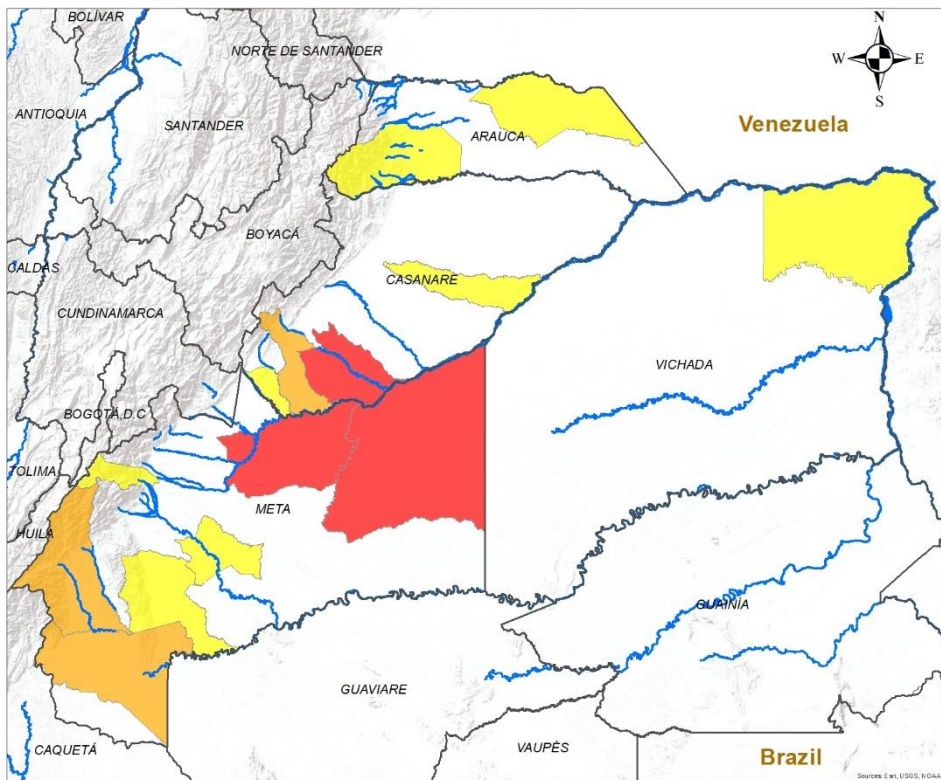 BOLÍVAR
N
NORTE DE SANTANDER
W E
S
ANTIOQUIA
SANTANDER
ARAUCA
Venezuela
BOYACÁ
CALDAS
CASANARE
CUNDINAMARCA
VICHADA
BOGOTÁ,D.C
TOLIMA
META
HUILA
GUAINÍA
GUAVIARE
CAQUETÁ
VAUPÉS
Brazil
Sources: Esri, USGS, NOAA